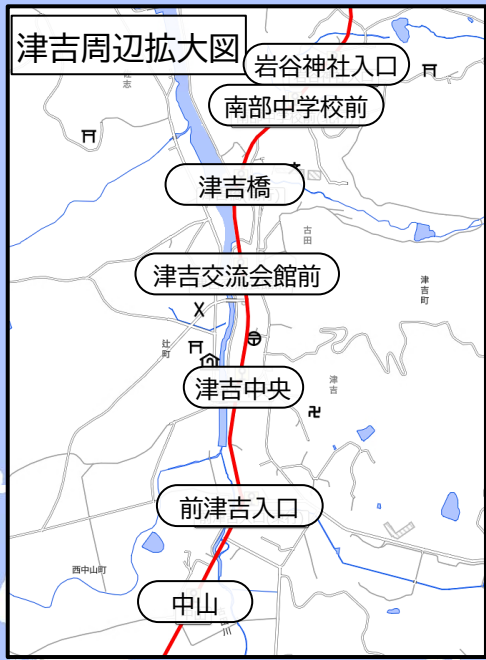 津吉周辺拡大図
岩谷神社入口
南部中学校前
津吉橋
古田
津吉交流会館前
津吉町
辻町
津吉中央
津吉
前津吉入口
西中山町
中山
川